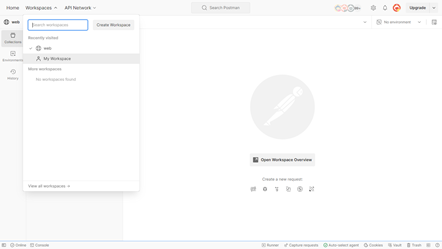 Home Workspaces API Network Search Postman Upgrade
web Search workspaces Create Workspace No environment
Recently visited
Collections web
My Workspace
Environments More workspaces
No workspaces found
History
Open Workspace Overview
Create a new request:
View all workspaces
Online Console Runner Capture requests Auto-select agent Cookies Vault Trash